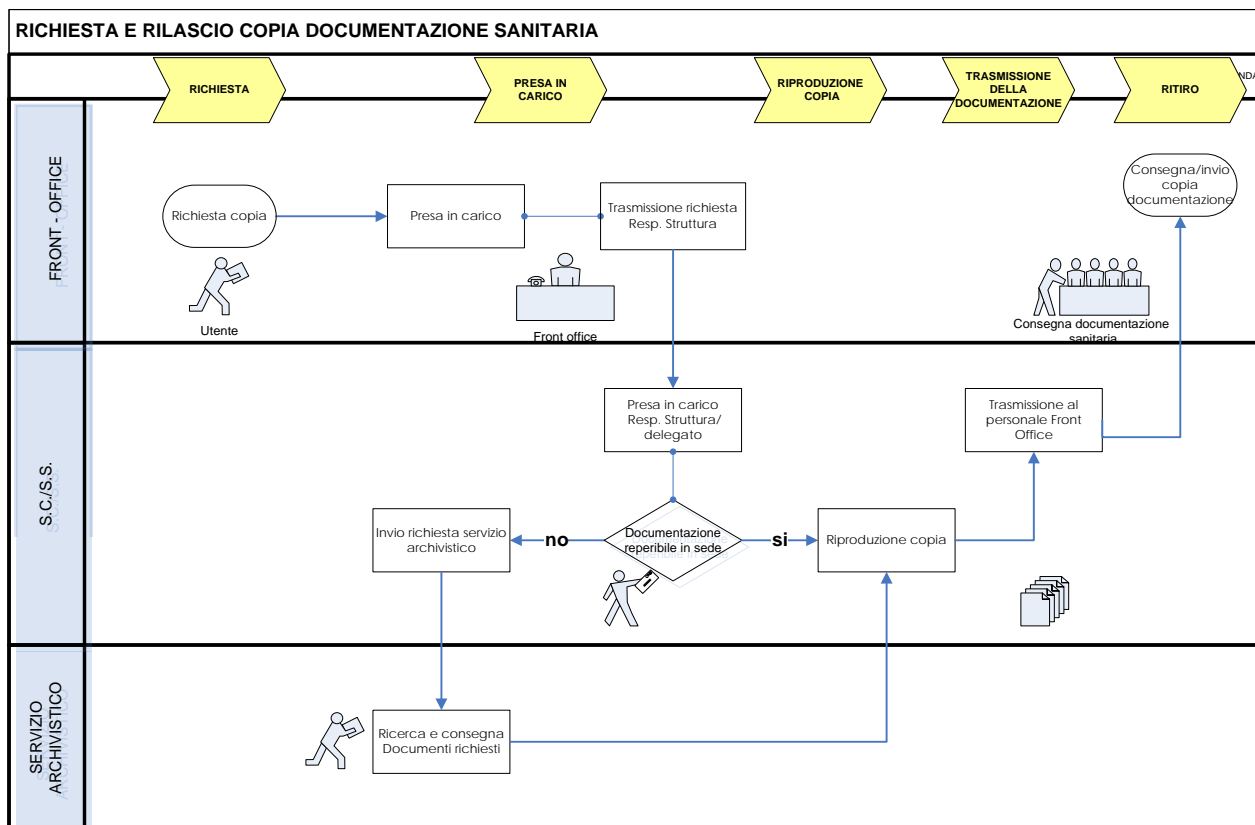 RICHIESTA E RILASCIO COPIA DOCUMENTAZIONE SANITARIA
RICHIESTA
PRESA IN
CARICO
RIPRODUZIONE
COPIA
TRASMISSIONE
DELLA
DOCUMENTAZIONE
RITIRO
NDA
FRONT - OFFICE
Richiesta copia
Presa in carico
Trasmissione richiesta
Resp. Struttura
Consegna/invio
copia
documentazione
Utente
Front office
Consegna documentazione
sanitaria
S.C./S.S.
Presa in carico
Resp. Struttura/
delegato
Trasmissione al
personale Front
Office
Invio richiesta servizio
archivistico
no
Documentazione
reperibile in sede
si
Riproduzione copia
SERVIZIO
ARCHIVISTICO
Ricerca e consegna
Documenti richiesti